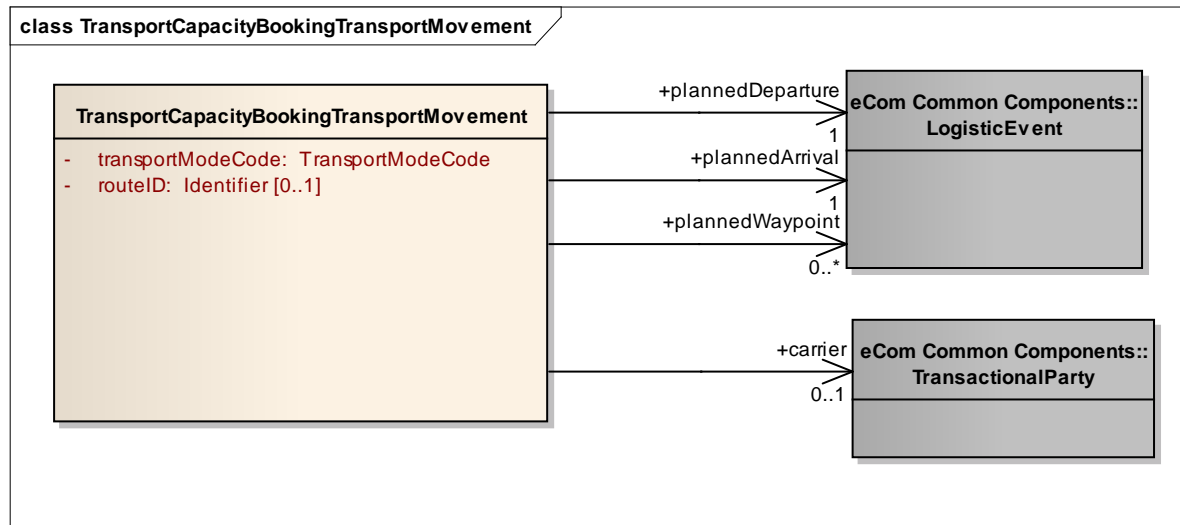 class TransportCapacityBookingTransportMovement
TransportCapacityBookingTransportMovement
- transportModeCode: TransportModeCode
- routeID: Identifier [0..1]
+plannedDeparture
1
+plannedArrival
1
+plannedWaypoint
0..*
eCom Common Components::
LogisticEvent
+carrier
0..1
eCom Common Components::
TransactionalParty